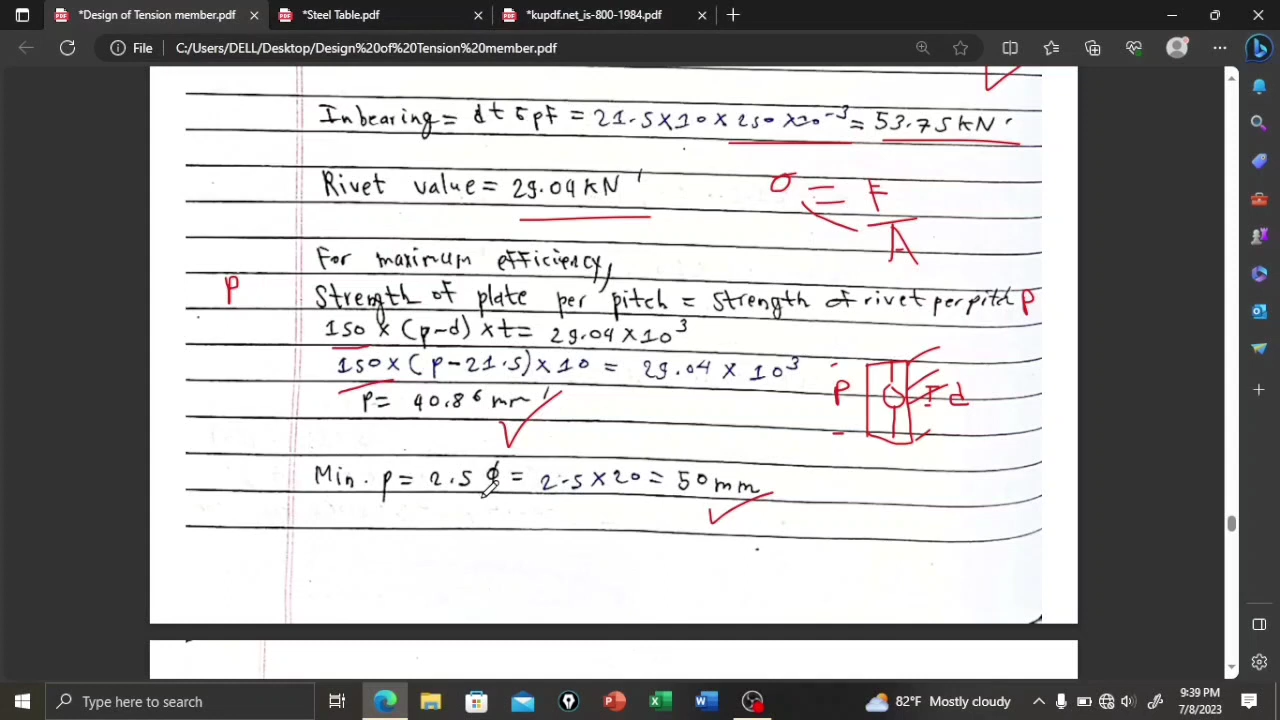 *Design of Tension member.pdf
*Steel Table.pdf
*kupdf.net_is-800-1984.pdf
File
C:/Users/DELL/Desktop/Design%20of%20Tension%20member.pdf
In bearing = dt σpf = 21.5 × 10 × 250 × 10⁻³ = 53.75 kN
Rivet value = 29.04 kN
σ = F
A
For maximum efficiency,
P
Strength of plate per pitch = strength of rivet per pitch
P
150 × (p-d) × t = 29.04 × 10³
150 × (p-21.5) × 10 = 29.04 × 10³
P d
P = 40.86 mm
Min. p = 2.5 φ = 2.5 × 20 = 50 mm
Type here to search
82°F Mostly cloudy
9:39 PM
7/8/2023